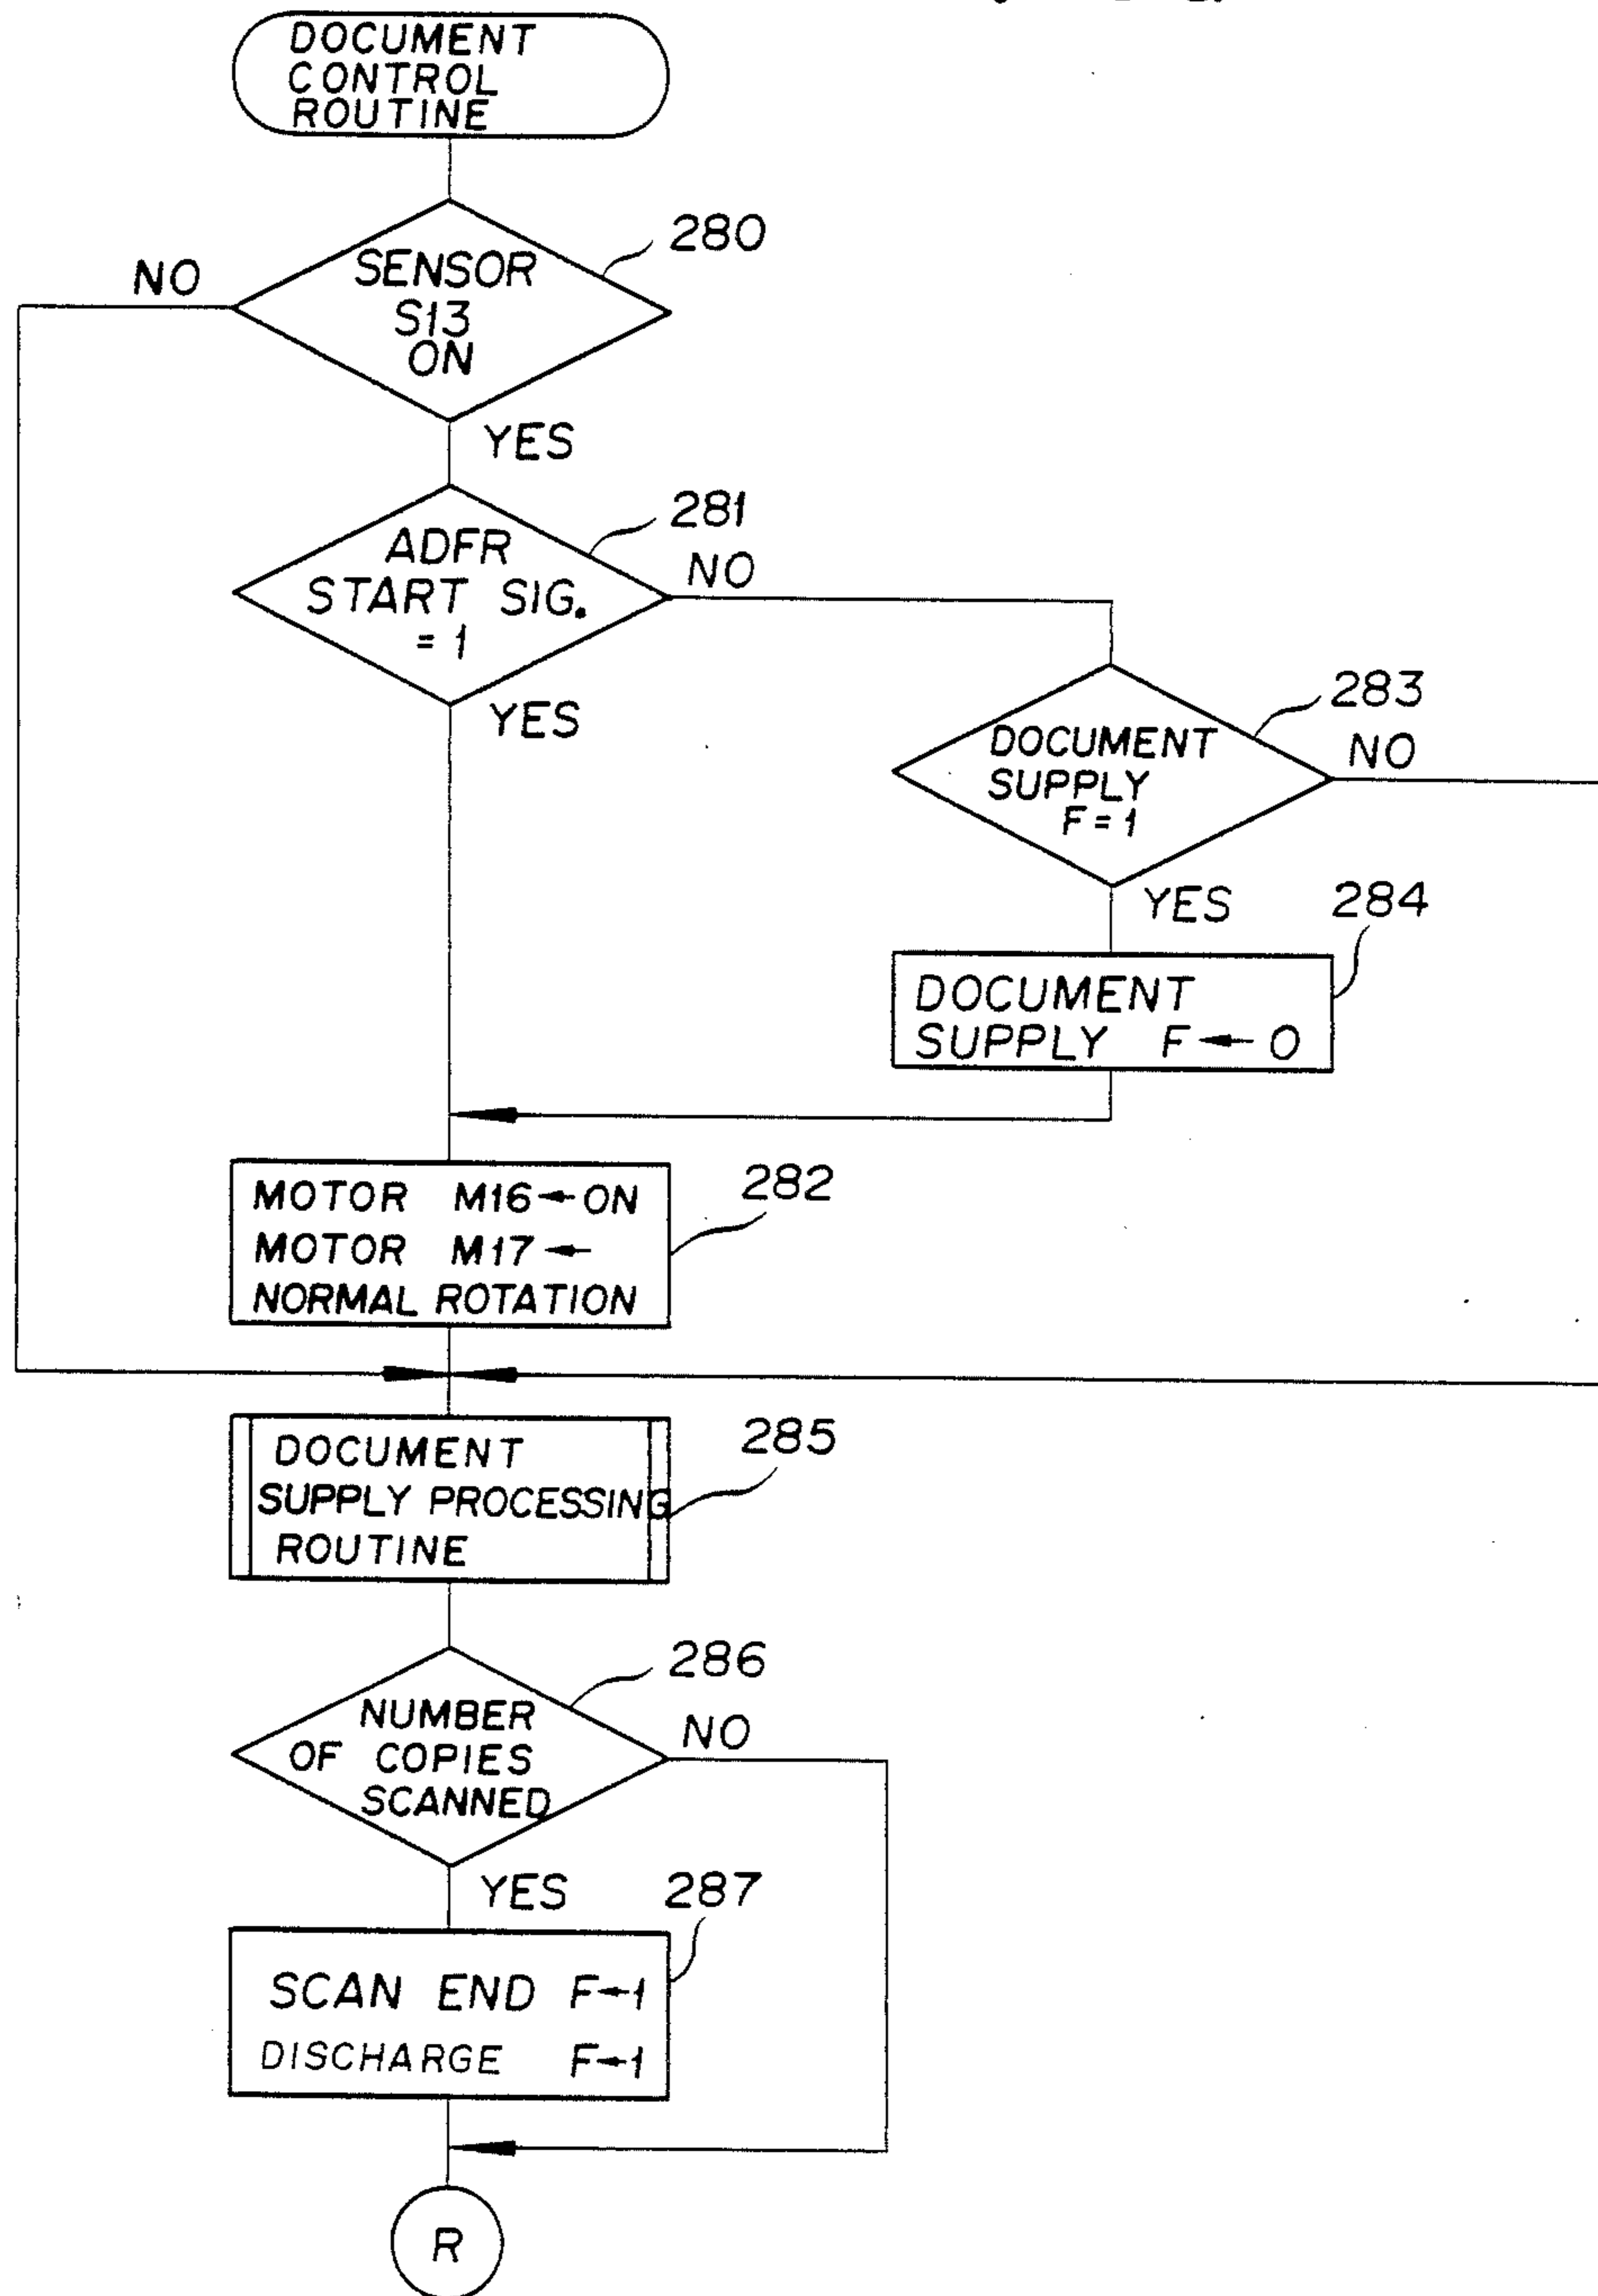 DOCUMENT
CONTROL
ROUTINE
280
NO
SENSOR
S13
ON
YES
281
ADFR
START SIG.
= 1
NO
YES
283
DOCUMENT
SUPPLY
F = 1
NO
YES
284
DOCUMENT
SUPPLY F ← 0
MOTOR M16 ← ON
MOTOR M17 ←
NORMAL ROTATION
282
285
DOCUMENT
SUPPLY PROCESSING
ROUTINE
286
NUMBER
OF COPIES
SCANNED
NO
YES
287
SCAN END F←1
DISCHARGE F←1
R